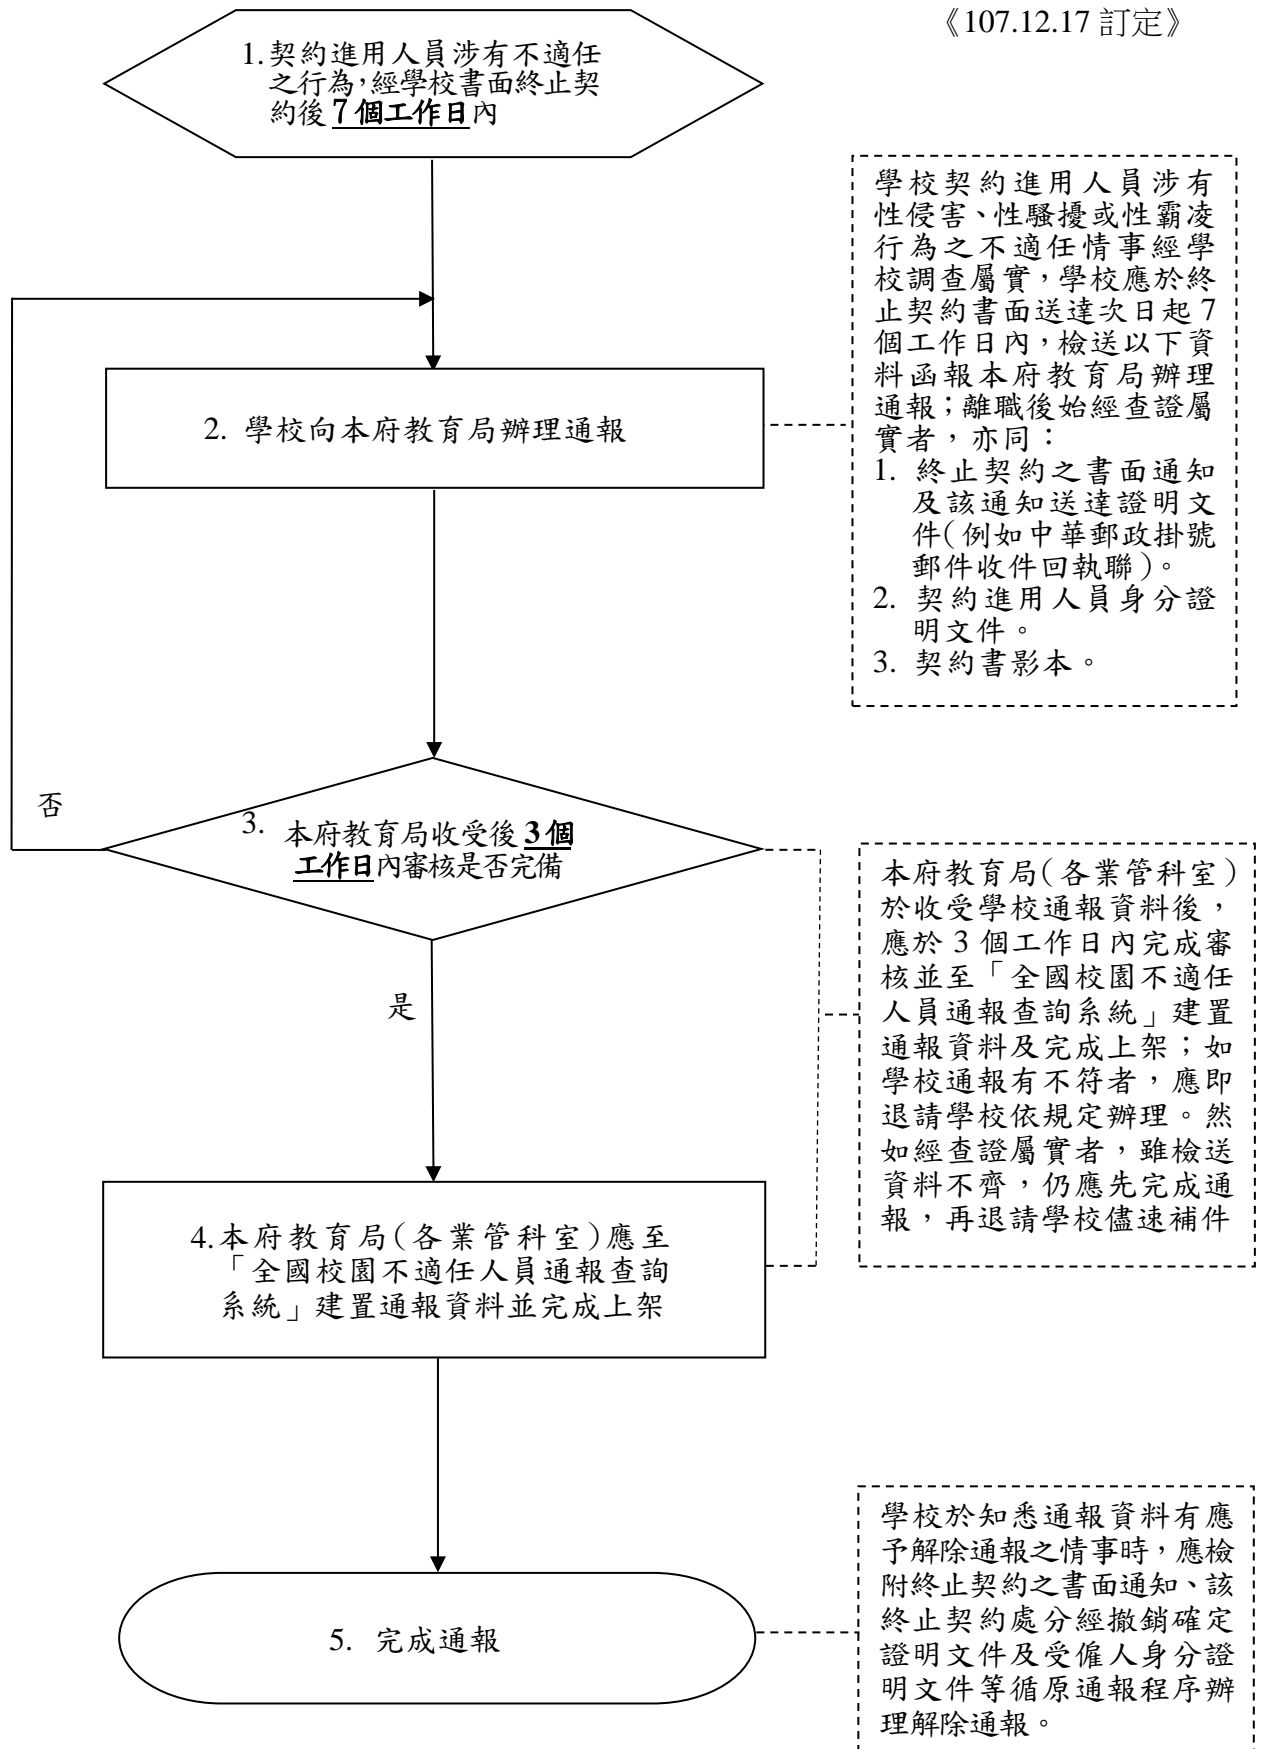 《107.12.17 訂定》
1.契約進用人員涉有不適任
之行為,經學校書面終止契
約後7個工作日內
學校契約進用人員涉有
性侵害、性騷擾或性霸凌
行為之不適任情事經學
校調查屬實,學校應於終
止契約書面送達次日起7
個工作日內,檢送以下資
料函報本府教育局辦理
通報;離職後始經查證屬
實者,亦同:
1. 終止契約之書面通知
及該通知送達證明文
件(例如中華郵政掛號
郵件收件回執聯)。
2. 契約進用人員身分證
明文件。
3. 契約書影本。
2. 學校向本府教育局辦理通報
否
3. 本府教育局收受後3個
工作日內審核是否完備
是
本府教育局(各業管科室)
於收受學校通報資料後,
應於 3 個工作日內完成審
核並至「全國校園不適任
人員通報查詢系統」建置
通報資料及完成上架;如
學校通報有不符者,應即
退請學校依規定辦理。然
如經查證屬實者,雖檢送
資料不齊,仍應先完成通
報,再退請學校儘速補件
4.本府教育局(各業管科室)應至
「全國校園不適任人員通報查詢
系統」建置通報資料並完成上架
5. 完成通報
學校於知悉通報資料有應
予解除通報之情事時,應檢
附終止契約之書面通知、該
終止契約處分經撤銷確定
證明文件及受僱人身分證
明文件等循原通報程序辦
理解除通報。